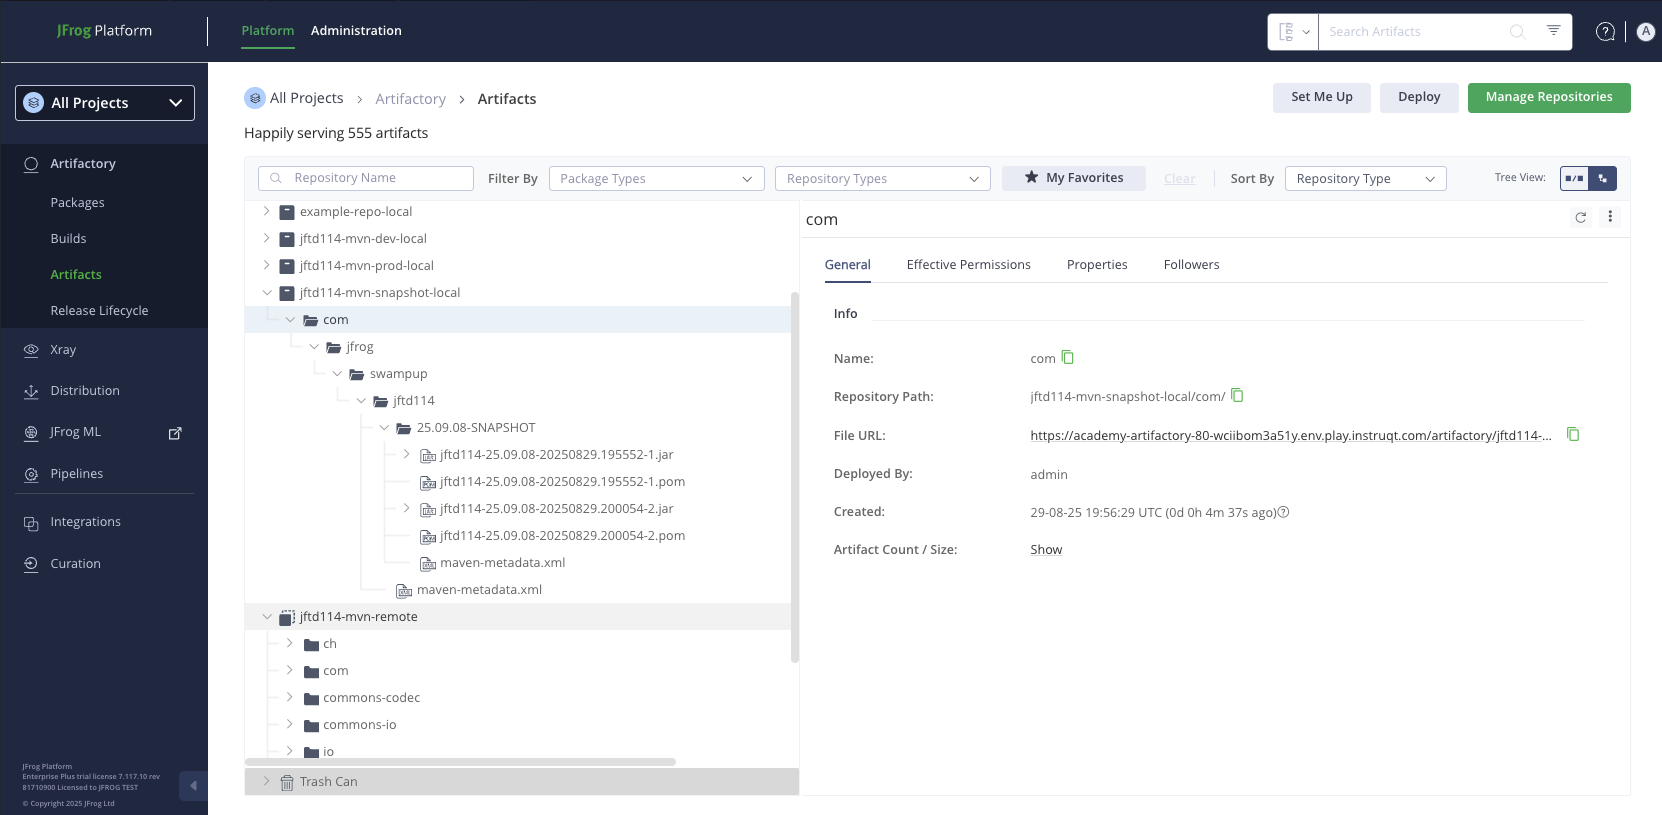 JFrog Platform
Platform
Administration
Search Artifacts
A
All Projects
Artifactory
Packages
Builds
Artifacts
Release Lifecycle
Xray
Distribution
JFrog ML
Pipelines
Integrations
Curation
JFrog Platform
Enterprise Plus trial license 7.117.10 rev
81710900 Licensed to JFROG TEST
© Copyright 2025 JFrog Ltd
All Projects > Artifactory > Artifacts
Set Me Up
Deploy
Manage Repositories
Happily serving 555 artifacts
Repository Name
Filter By
Package Types
Repository Types
My Favorites
Clear
Sort By
Repository Type
Tree View:
example-repo-local
jftd114-mvn-dev-local
jftd114-mvn-prod-local
jftd114-mvn-snapshot-local
com
jfrog
swampup
jftd114
25.09.08-SNAPSHOT
jftd114-25.09.08-20250829.195552-1.jar
jftd114-25.09.08-20250829.195552-1.pom
jftd114-25.09.08-20250829.200054-2.jar
jftd114-25.09.08-20250829.200054-2.pom
maven-metadata.xml
maven-metadata.xml
jftd114-mvn-remote
ch
com
commons-codec
commons-io
io
Trash Can
com
General
Effective Permissions
Properties
Followers
Info
Name: com
Repository Path: jftd114-mvn-snapshot-local/com/
File URL: https://academy-artifactory-80-wciibom3a51y.env.play.instruqt.com/artifactory/jftd114-...
Deployed By: admin
Created: 29-08-25 19:56:29 UTC (0d 0h 4m 37s ago)
Artifact Count / Size: Show